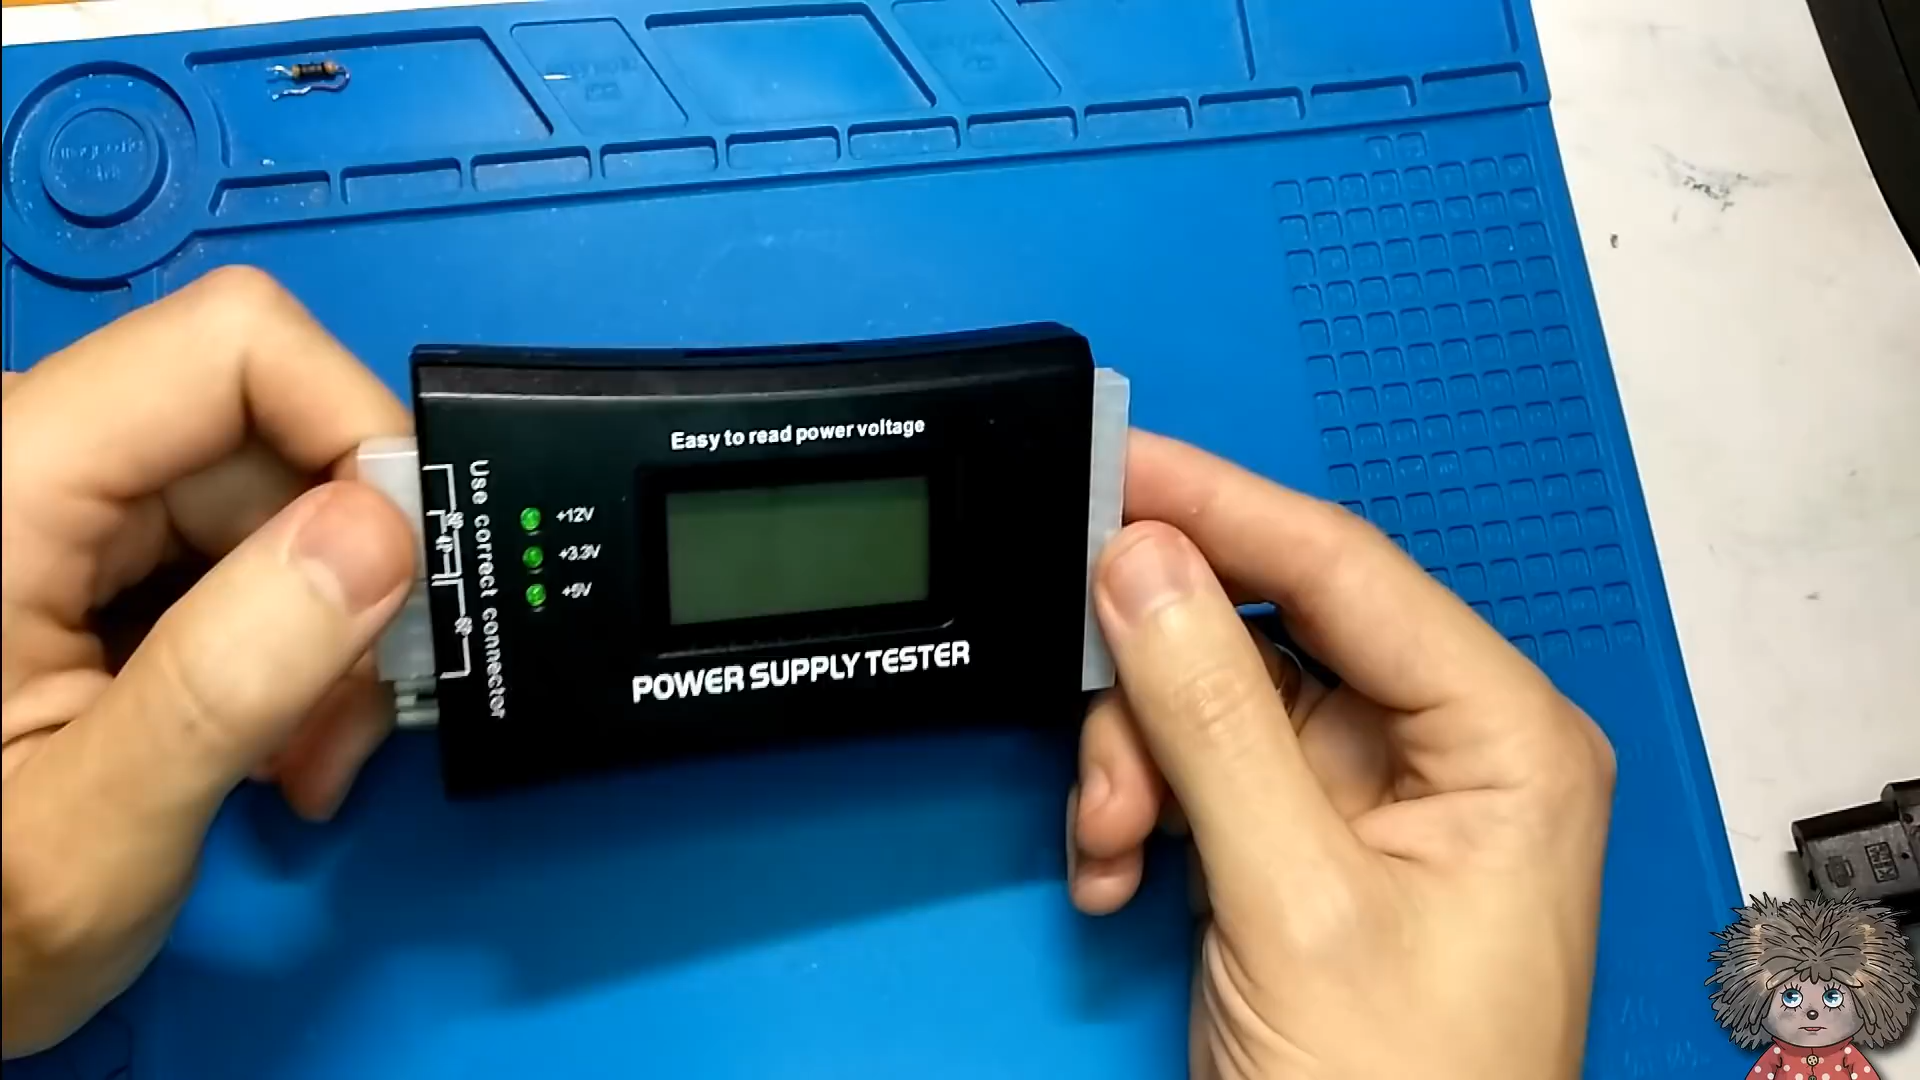 Easy to read power voltage
Use correct connector
+12V
+3.3V
+5V
POWER SUPPLY TESTER